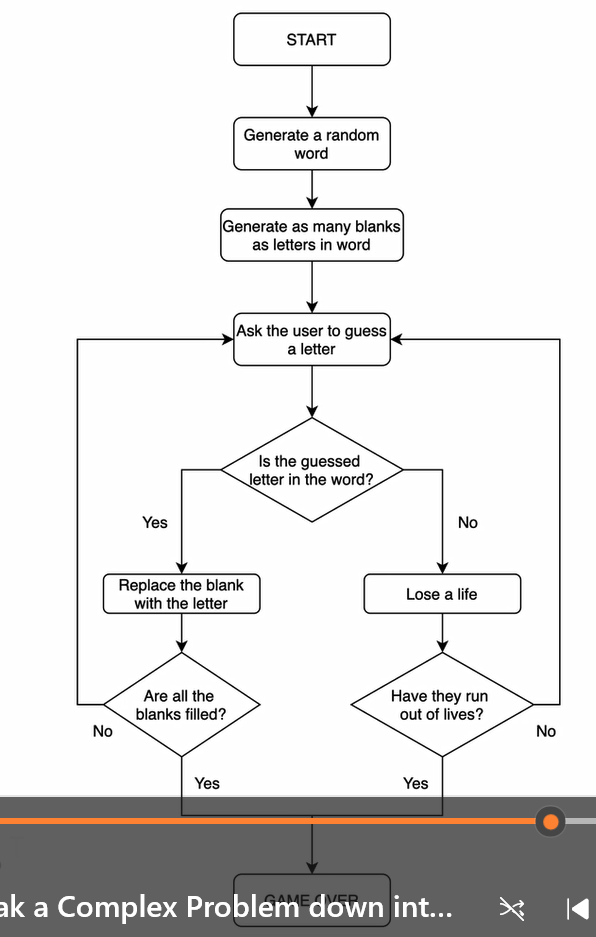 START
Generate a random
word
Generate as many blanks
as letters in word
Ask the user to guess
a letter
Is the guessed
letter in the word?
Yes
No
Replace the blank
with the letter
Lose a life
Are all the
blanks filled?
Have they run
out of lives?
No
No
Yes
Yes
GAME OVER
ak a Complex Problem down int...